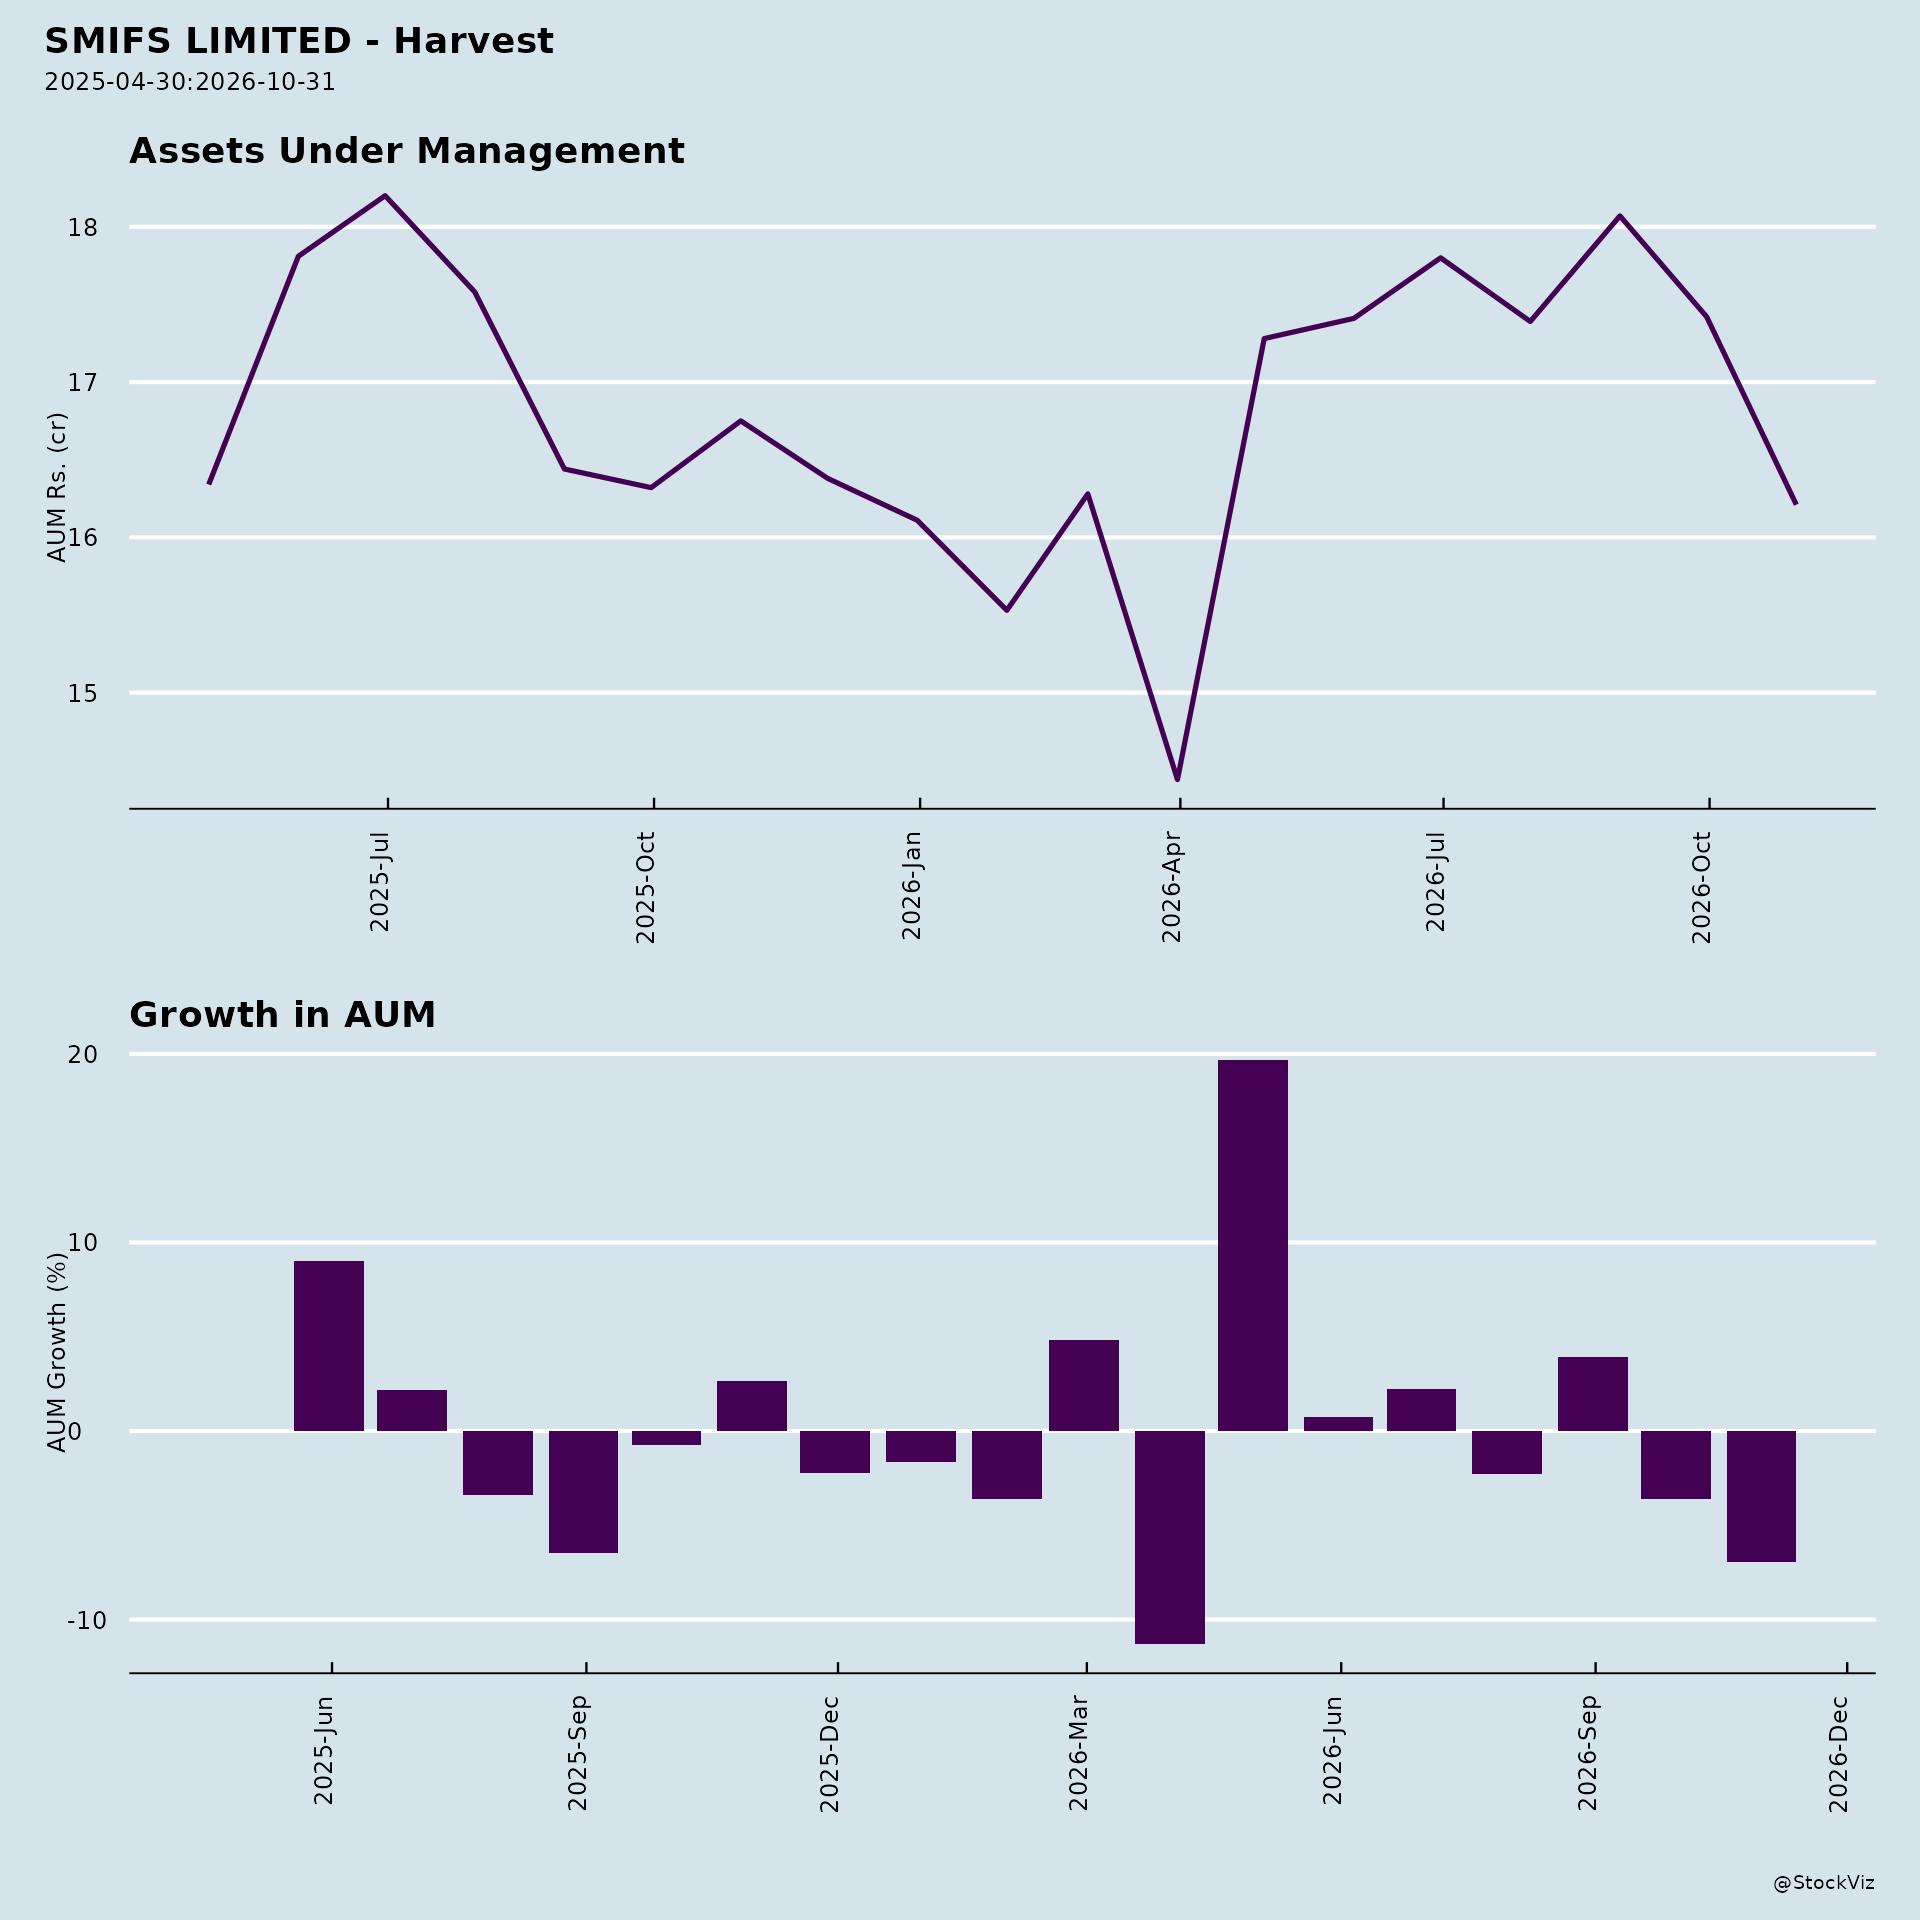 SMIFS LIMITED - Harvest
2025-04-30:2026-10-31
Assets Under Management
AUM Rs. (cr)
18
17
16
15
2025-Jul
2025-Oct
2026-Jan
2026-Apr
2026-Jul
2026-Oct
Growth in AUM
AUM Growth (%)
20
10
0
-10
2025-Jun
2025-Sep
2025-Dec
2026-Mar
2026-Jun
2026-Sep
2026-Dec
@StockViz